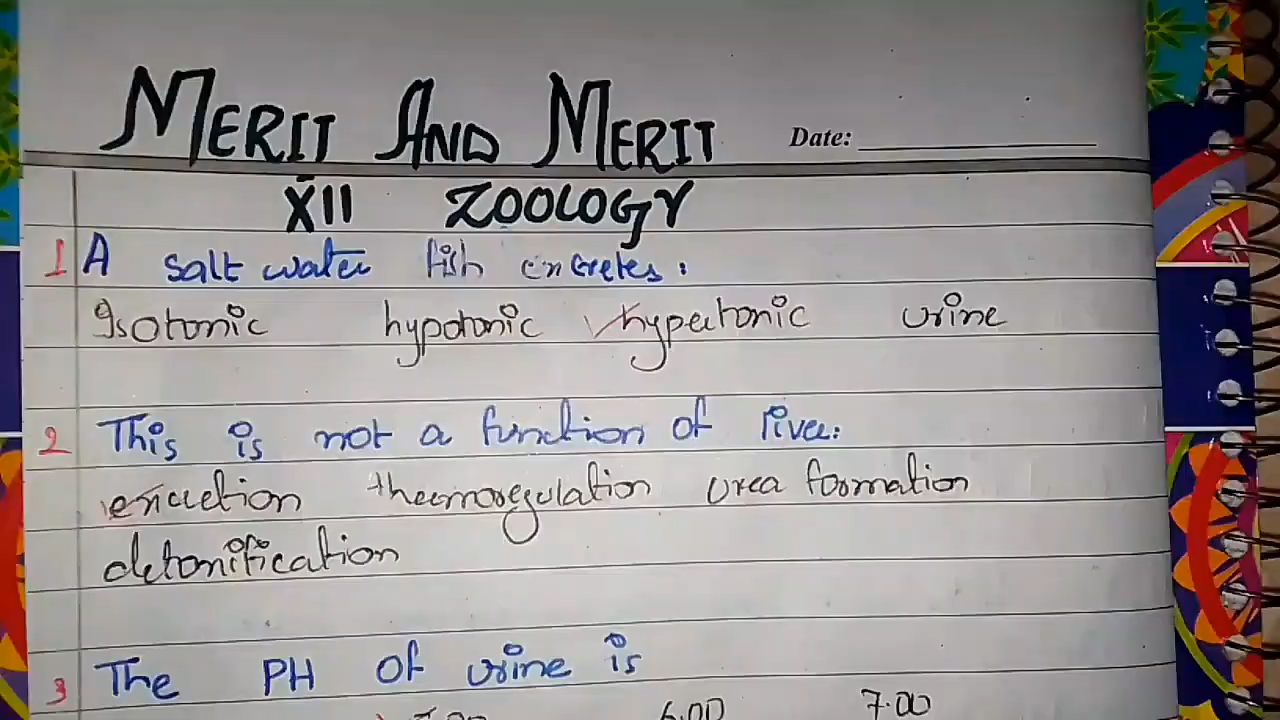 MERIT AND MERIT
Date:
XII ZOOLOGY
1 A salt water fish excretes:
Isotonic hypotonic hypertonic urine
2 This is not a function of liver:
excretion thermoregulation urea formation
detoxification
3 The PH of urine is
6.00 7.00